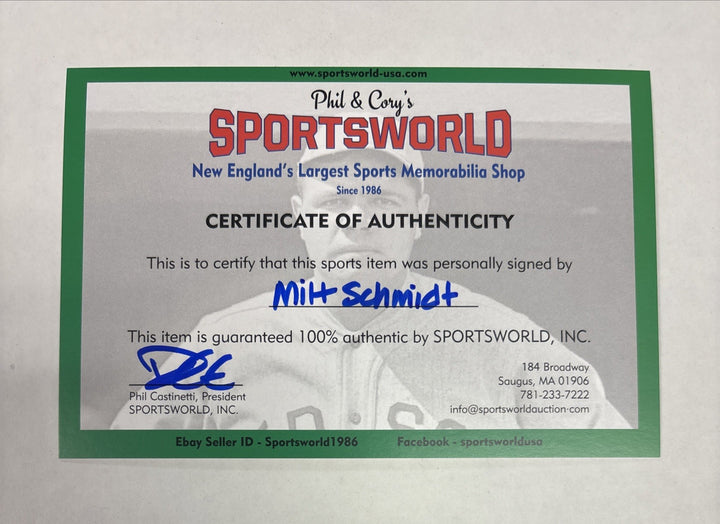 www.sportsworld-usa.com
Phil & Cory's
SPORTSWORLD
New England's Largest Sports Memorabilia Shop
Since 1986
CERTIFICATE OF AUTHENTICITY
This is to certify that this sports item was personally signed by
Milt Schmidt
This item is guaranteed 100% authentic by SPORTSWORLD, INC.
Phil Castinetti, President
SPORTSWORLD, INC.
184 Broadway
Saugus, MA 01906
781-233-7222
info@sportsworldauction.com
Ebay Seller ID - Sportsworld1986
Facebook - sportsworldusa